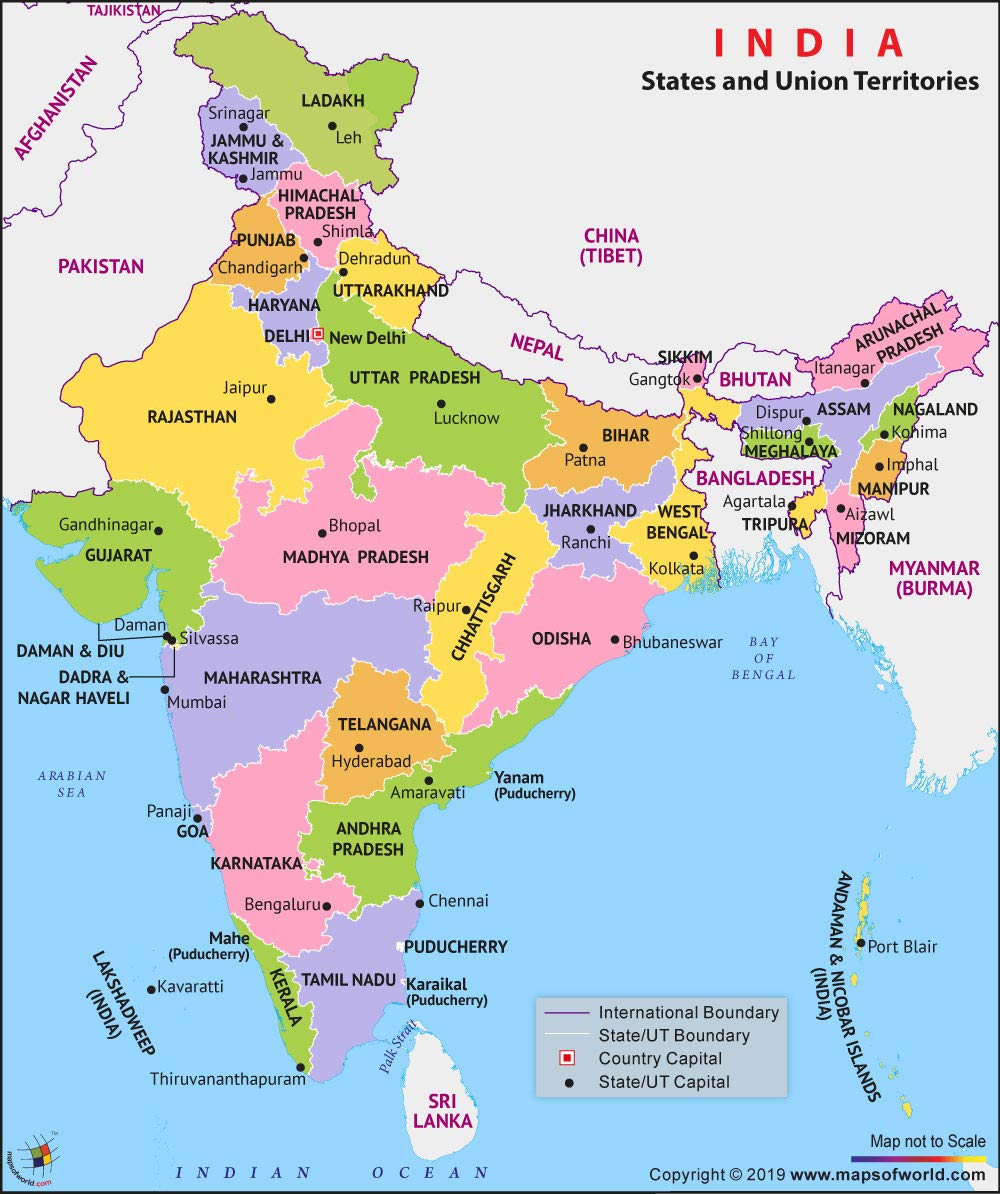 TAJIKISTAN
I N D I A
States and Union Territories
AFGHANISTAN
LADAKH
Leh
Srinagar
JAMMU &
KASHMIR
Jammu
HIMACHAL
PRADESH
Shimla
PUNJAB
Chandigarh
CHINA
(TIBET)
PAKISTAN
Dehradun
UTTARAKHAND
HARYANA
DELHI
New Delhi
NEPAL
SIKKIM
Gangtok
BHUTAN
ARUNACHAL
PRADESH
Itanagar
UTTAR PRADESH
Lucknow
Jaipur
RAJASTHAN
BIHAR
Patna
Dispur
ASSAM
NAGALAND
Kohima
Shillong
MEGHALAYA
Imphal
MANIPUR
BANGLADESH
Agartala
TRIPURA
Aizawl
MIZORAM
MYANMAR
(BURMA)
JHARKHAND
Ranchi
WEST
BENGAL
Kolkata
Gandhinagar
GUJARAT
Bhopal
MADHYA PRADESH
Raipur
CHHATTISGARH
ODISHA
Bhubaneswar
BAY
OF
BENGAL
Daman
Silvassa
DAMAN & DIU
DADRA &
NAGAR HAVELI
MAHARASHTRA
Mumbai
TELANGANA
Hyderabad
ARABIAN
SEA
Amaravati
Yanam
(Puducherry)
Panaji
GOA
ANDHRA
PRADESH
KARNATAKA
Bengaluru
Chennai
Mahe
(Puducherry)
PUDUCHERRY
KERALA
TAMIL NADU
Karaikal
(Puducherry)
LAKSHADWEEP
(INDIA)
Kavaratti
Thiruvananthapuram
Palk Strait
SRI
LANKA
ANDAMAN & NICOBAR ISLANDS
(INDIA)
Port Blair
International Boundary
State/UT Boundary
Country Capital
State/UT Capital
I N D I A N O C E A N
mapsofworld.com
TM
Map not to Scale
Copyright © 2019 www.mapsofworld.com